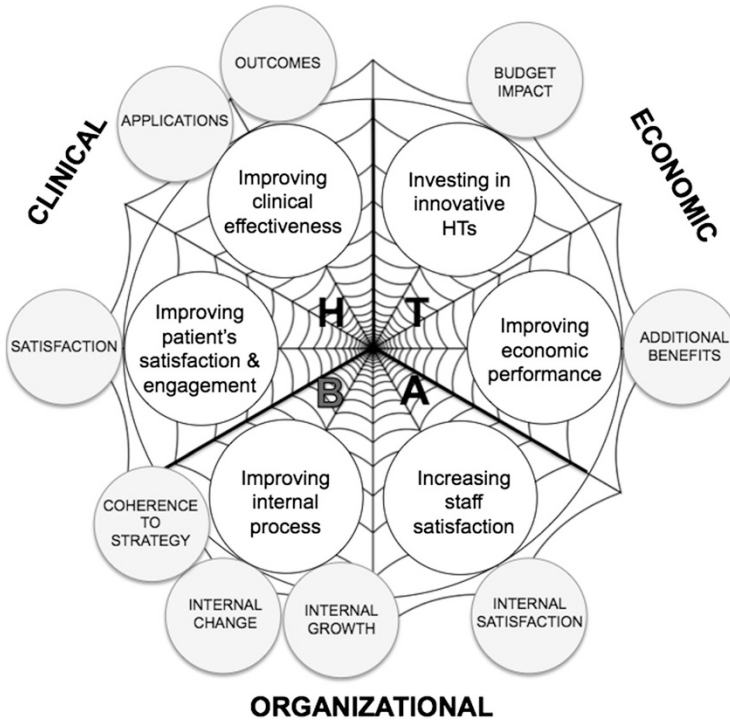 OUTCOMES
BUDGET
IMPACT
APPLICATIONS
CLINICAL
ECONOMIC
Improving
clinical
effectiveness
Investing in
innovative
HTs
H
T
SATISFACTION
Improving
patient's
satisfaction &
engagement
Improving
economic
performance
ADDITIONAL
BENEFITS
B
A
COHERENCE
TO
STRATEGY
Improving
internal
process
Increasing
staff
satisfaction
INTERNAL
CHANGE
INTERNAL
GROWTH
INTERNAL
SATISFACTION
ORGANIZATIONAL